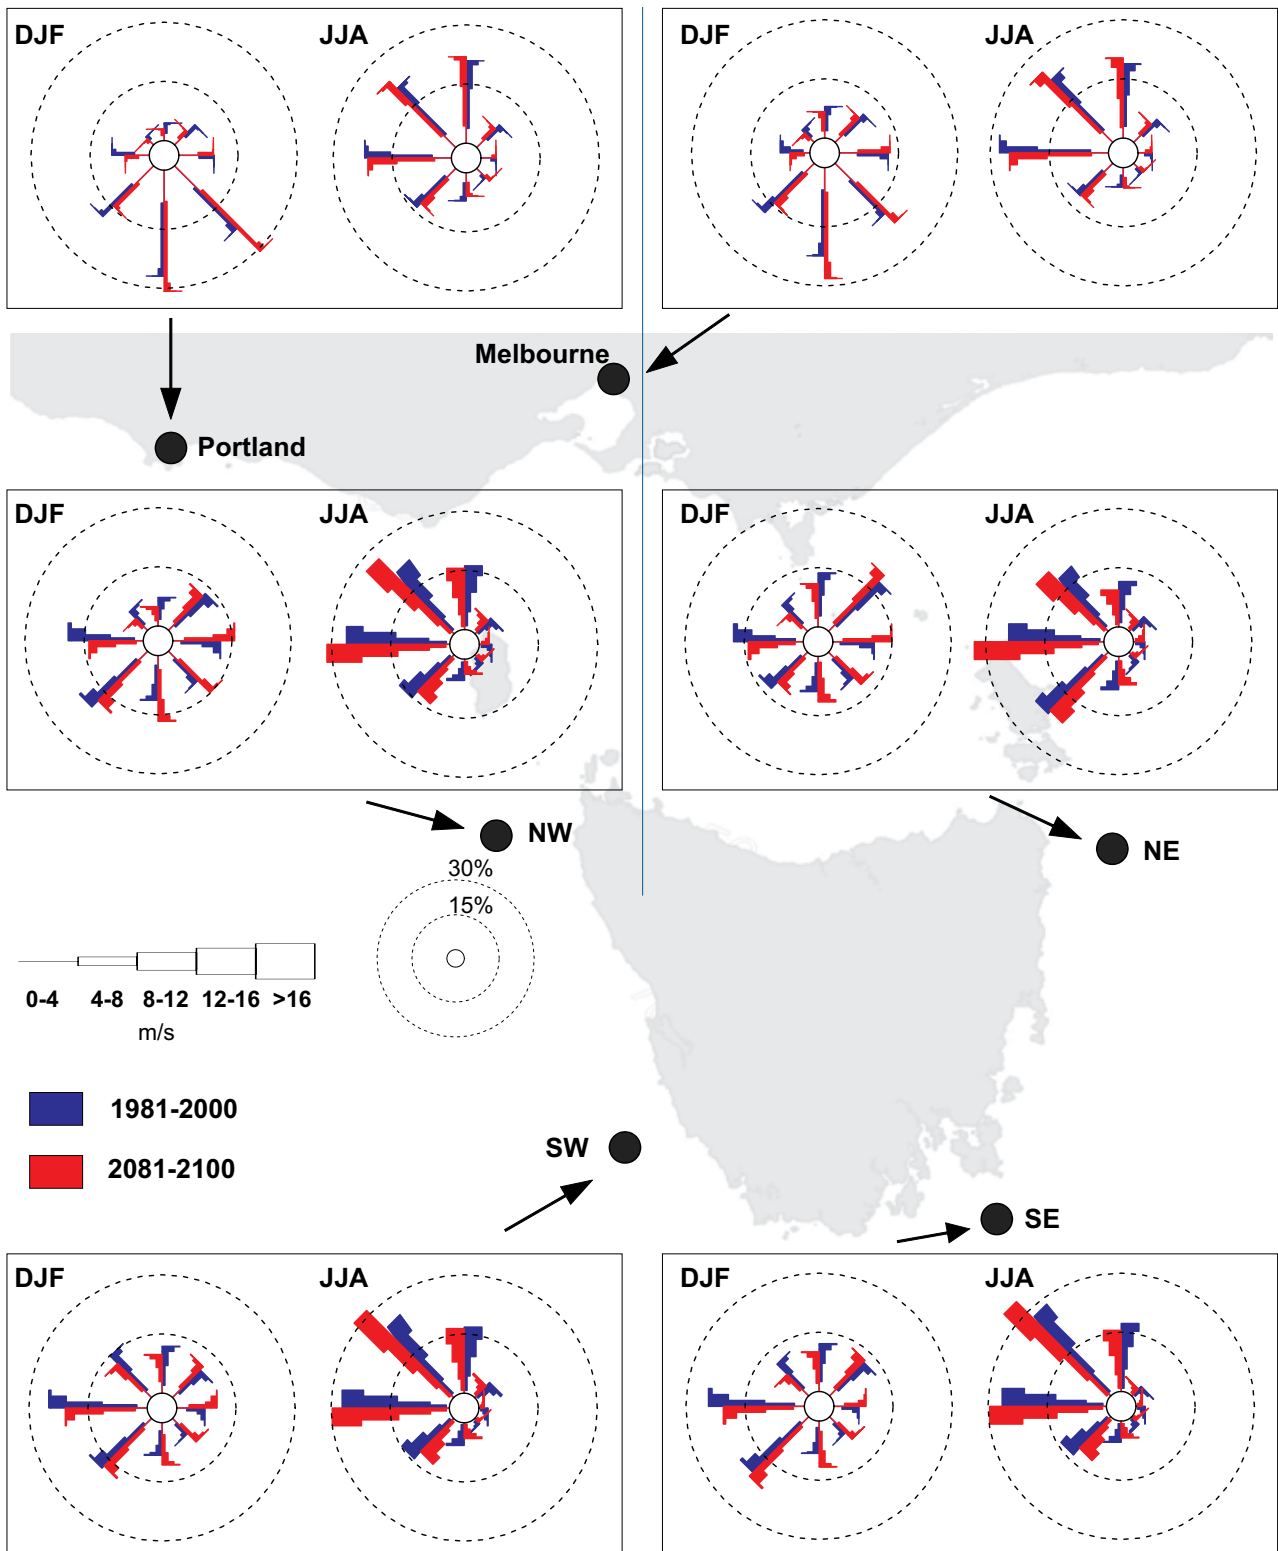 DJF JJA DJF JJA
Melbourne
Portland
DJF JJA DJF JJA
NW
NE
30%
15%
0-4 4-8 8-12 12-16 >16
m/s
1981-2000
SW
2081-2100
SE
DJF JJA DJF JJA